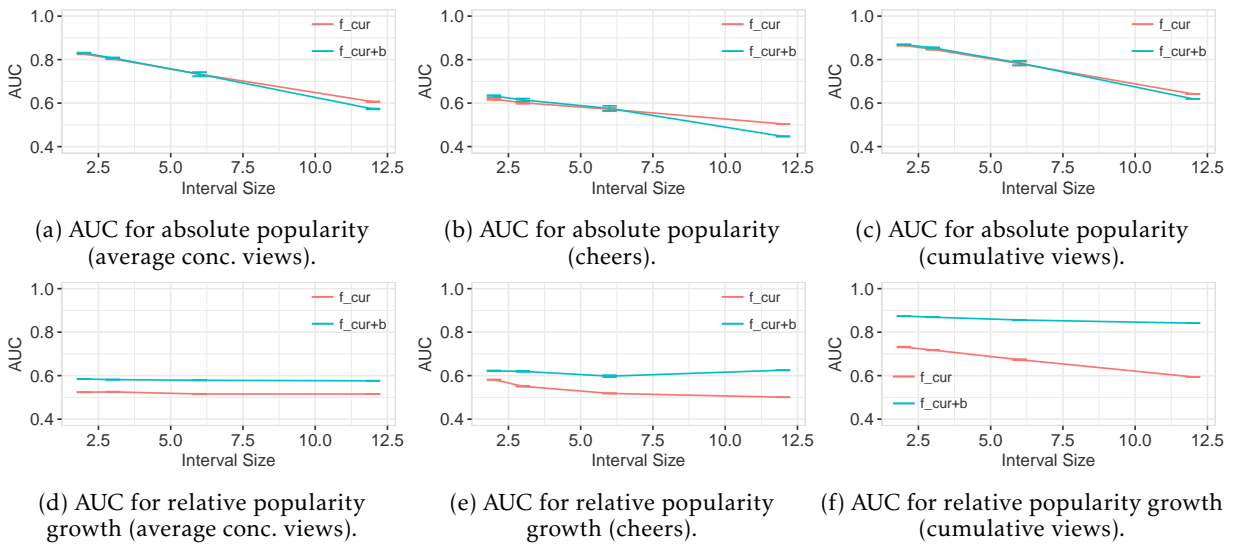 1.0
0.8
0.6
0.4
AUC
f_cur
f_cur+b
2.5 5.0 7.5 10.0 12.5
Interval Size
(a) AUC for absolute popularity
(average conc. views).
1.0
0.8
0.6
0.4
AUC
f_cur
f_cur+b
2.5 5.0 7.5 10.0 12.5
Interval Size
(b) AUC for absolute popularity
(cheers).
1.0
0.8
0.6
0.4
AUC
f_cur
f_cur+b
2.5 5.0 7.5 10.0 12.5
Interval Size
(c) AUC for absolute popularity
(cumulative views).
1.0
0.8
0.6
0.4
AUC
f_cur
f_cur+b
2.5 5.0 7.5 10.0 12.5
Interval Size
(d) AUC for relative popularity
growth (average conc. views).
1.0
0.8
0.6
0.4
AUC
f_cur
f_cur+b
2.5 5.0 7.5 10.0 12.5
Interval Size
(e) AUC for relative popularity
growth (cheers).
1.0
0.8
0.6
0.4
AUC
f_cur
f_cur+b
2.5 5.0 7.5 10.0 12.5
Interval Size
(f) AUC for relative popularity growth
(cumulative views).